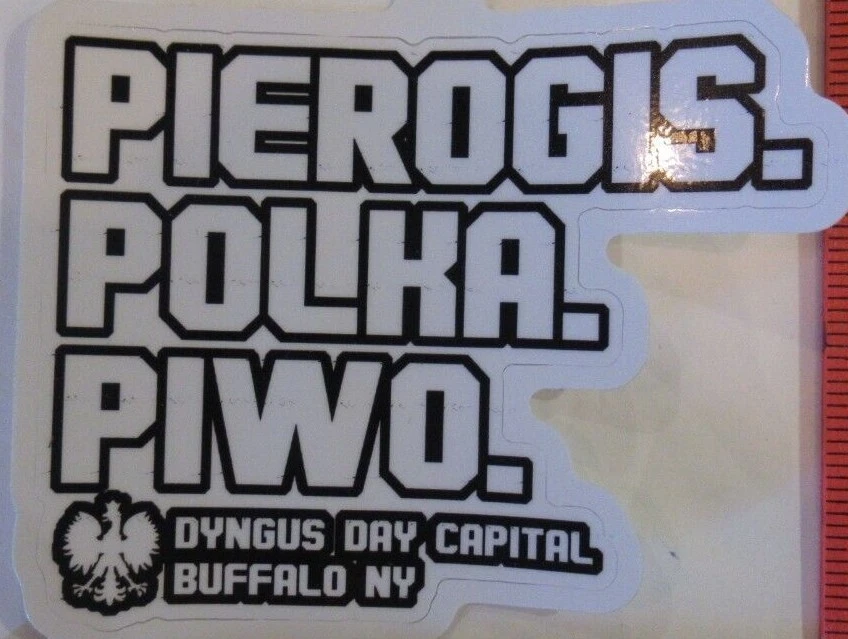 PIEROGIS.
POLKA.
PIWO.
DYNGUS DAY CAPITAL
BUFFALO NY